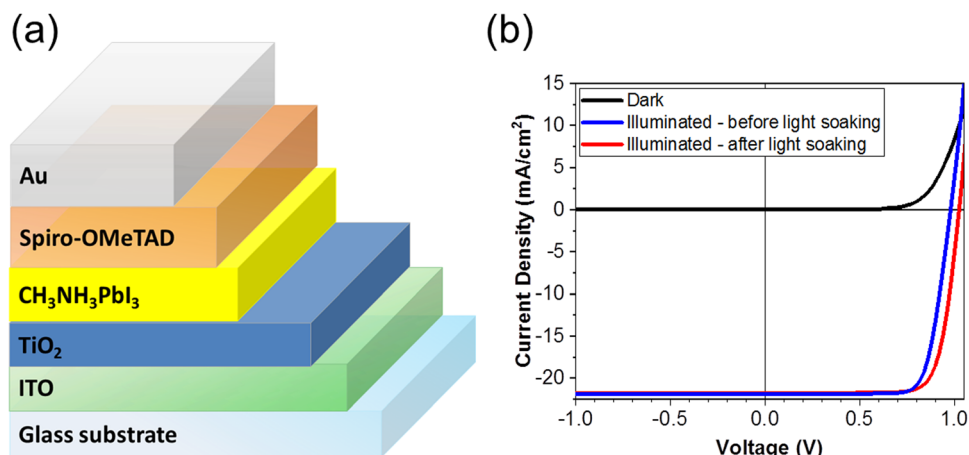 (a)
Au
Spiro-OMeTAD
CH₃NH₃PbI₃
TiO₂
ITO
Glass substrate
(b)
Current Density (mA/cm²)
15
10
5
0
-5
-10
-15
-20
Dark
Illuminated - before light soaking
Illuminated - after light soaking
-1.0
0.0
0.5
1.0
Voltage (V)